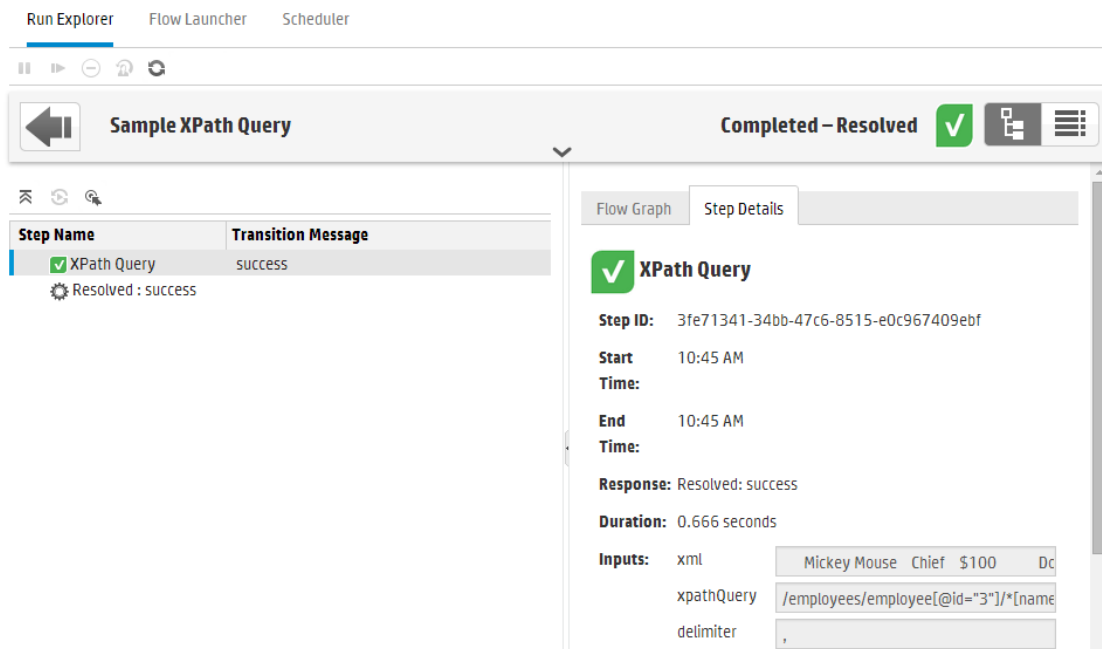 Run Explorer Flow Launcher Scheduler
Sample XPath Query
Completed – Resolved
Step Name Transition Message
XPath Query success
Resolved : success
Flow Graph Step Details
XPath Query
Step ID: 3fe71341-34bb-47c6-8515-e0c967409ebf
Start Time: 10:45 AM
End Time: 10:45 AM
Response: Resolved: success
Duration: 0.666 seconds
Inputs: xml Mickey Mouse Chief $100 Dc
xpathQuery /employees/employee[@id="3"]/*[name
delimiter ,